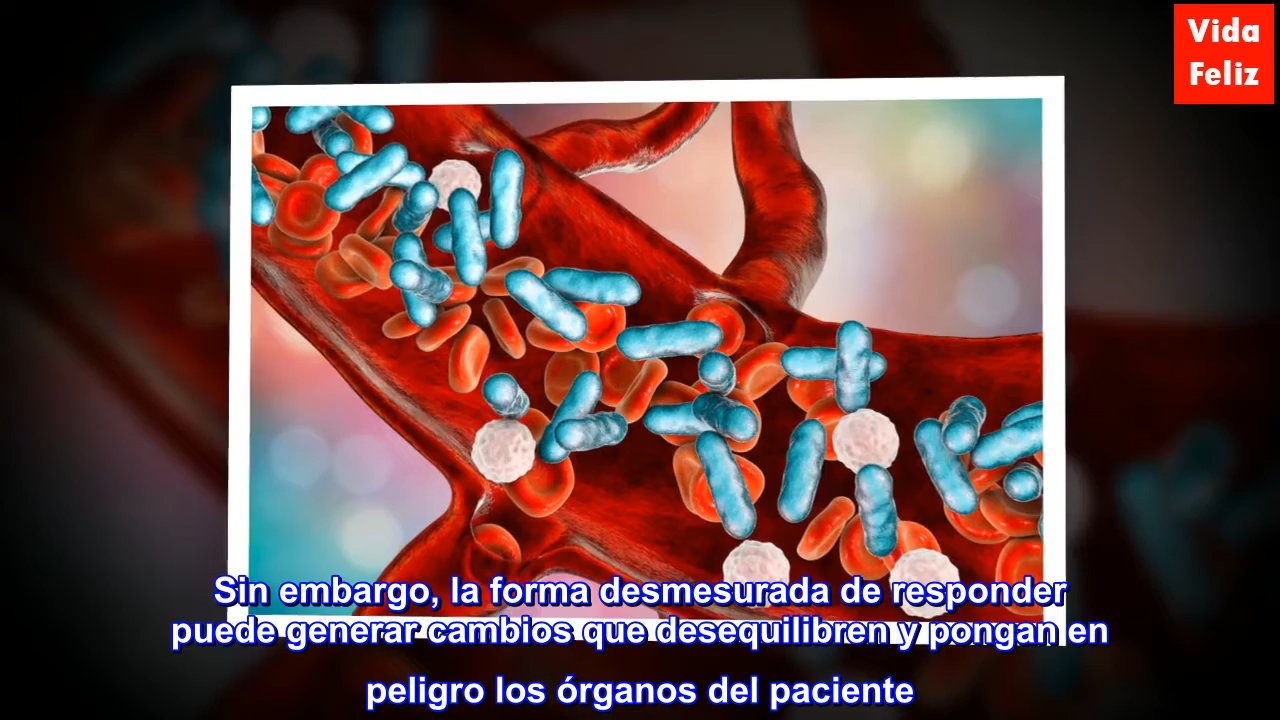 Vida
Feliz
Sin embargo, la forma desmesurada de responder
puede generar cambios que desequilibren y pongan en
peligro los órganos del paciente